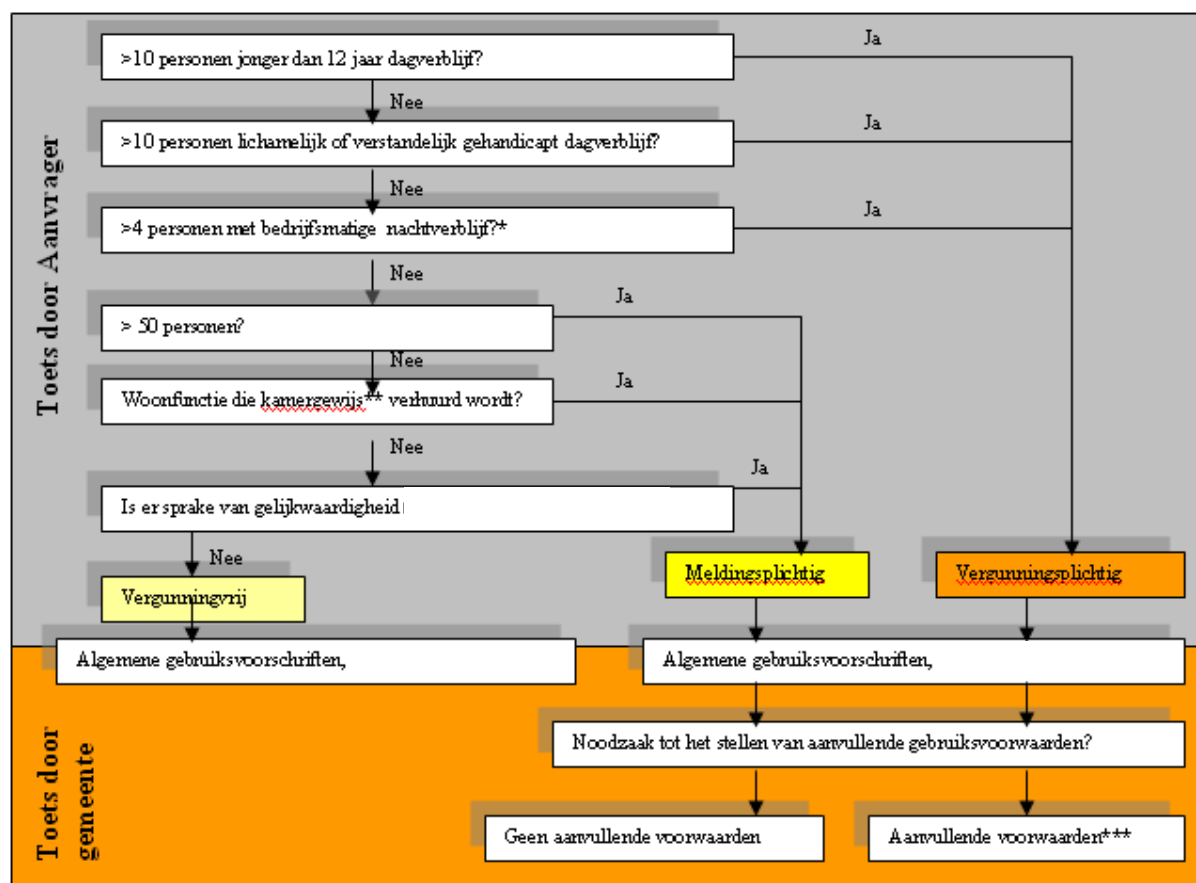 Toets door Aanvrager
>10 personen jonger dan 12 jaar dagverblijf?
Ja
Nee
>10 personen lichamelijk of verstandelijk gehandicapt dagverblijf?
Ja
Nee
>4 personen met bedrijfsmatige nachtverblijf?*
Ja
Nee
> 50 personen?
Ja
Nee
Woonfunctie die kamergewijs** verhuurd wordt?
Ja
Nee
Is er sprake van gelijkwaardigheid
Ja
Nee
Vergunningvrij
Meldingsplichtig
Vergunningsplichtig
Algemene gebruiksvoorschriften,
Algemene gebruiksvoorschriften,
Toets door
gemeente
Noodzaak tot het stellen van aanvullende gebruiksvoorwaarden?
Geen aanvullende voorwaarden
Aanvullende voorwaarden***